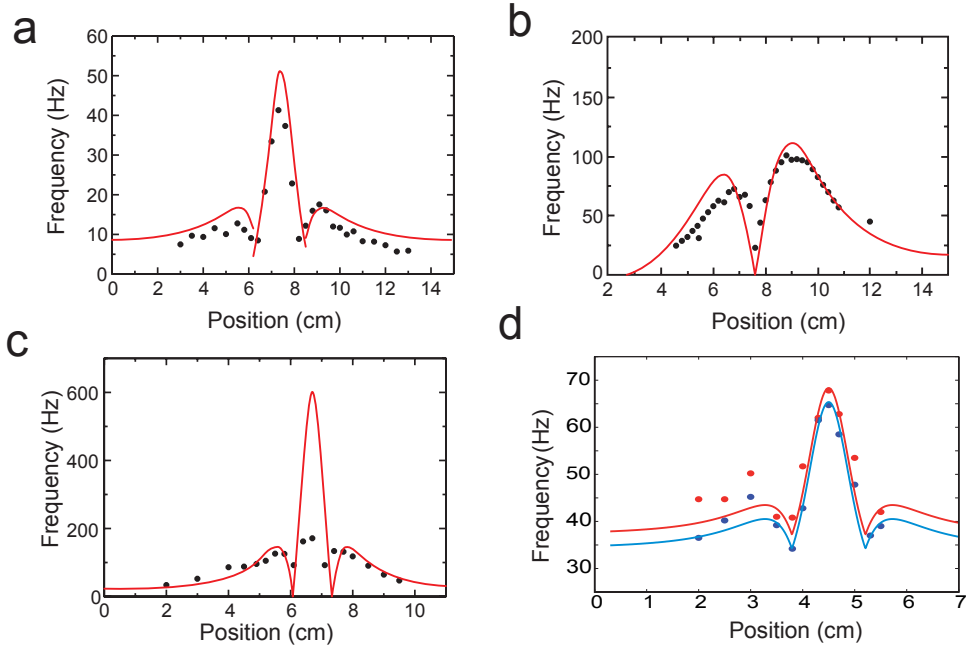 a
60
50
40
30
20
10
0
Frequency (Hz)
0 2 4 6 8 10 12 14
Position (cm)
b
200
150
100
50
0
Frequency (Hz)
2 4 6 8 10 12 14
Position (cm)
c
600
400
200
0
Frequency (Hz)
0 2 4 6 8 10
Position (cm)
d
70
60
50
40
30
Frequency (Hz)
0 1 2 3 4 5 6 7
Position (cm)